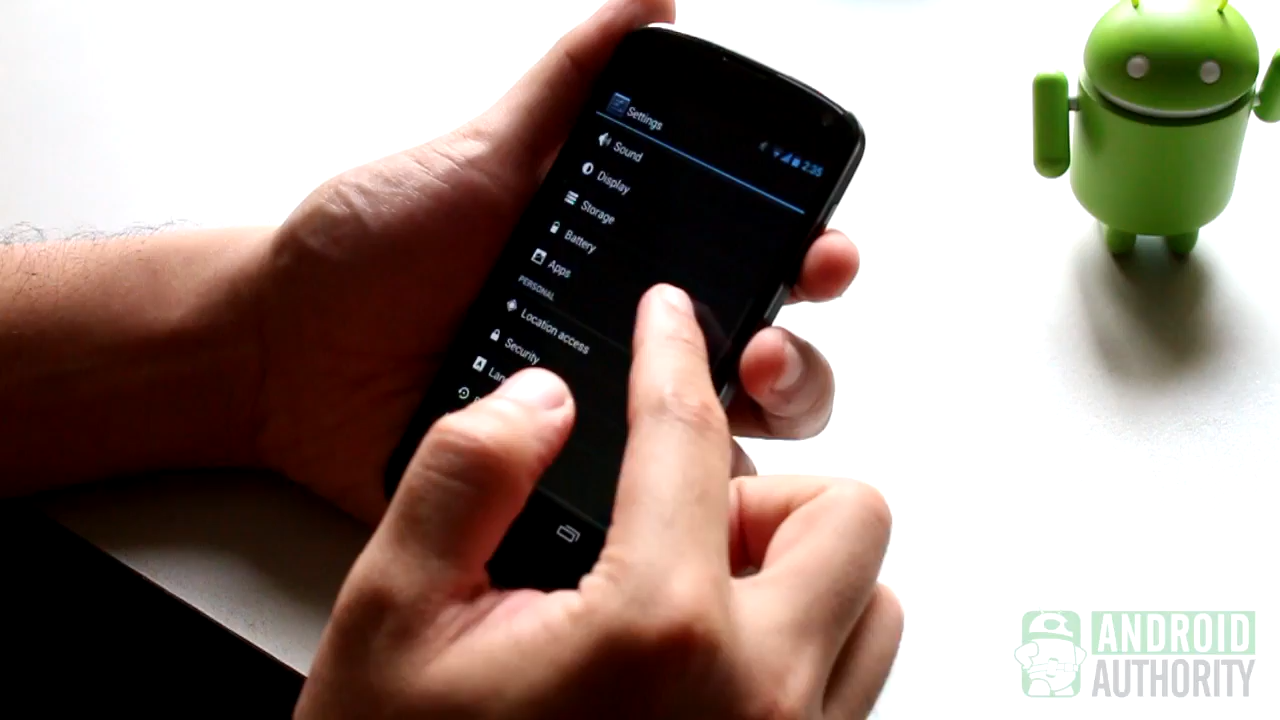 Settings
2:35
Sound
Display
Storage
Battery
Apps
PERSONAL
Location access
Security
ANDROID
AUTHORITY